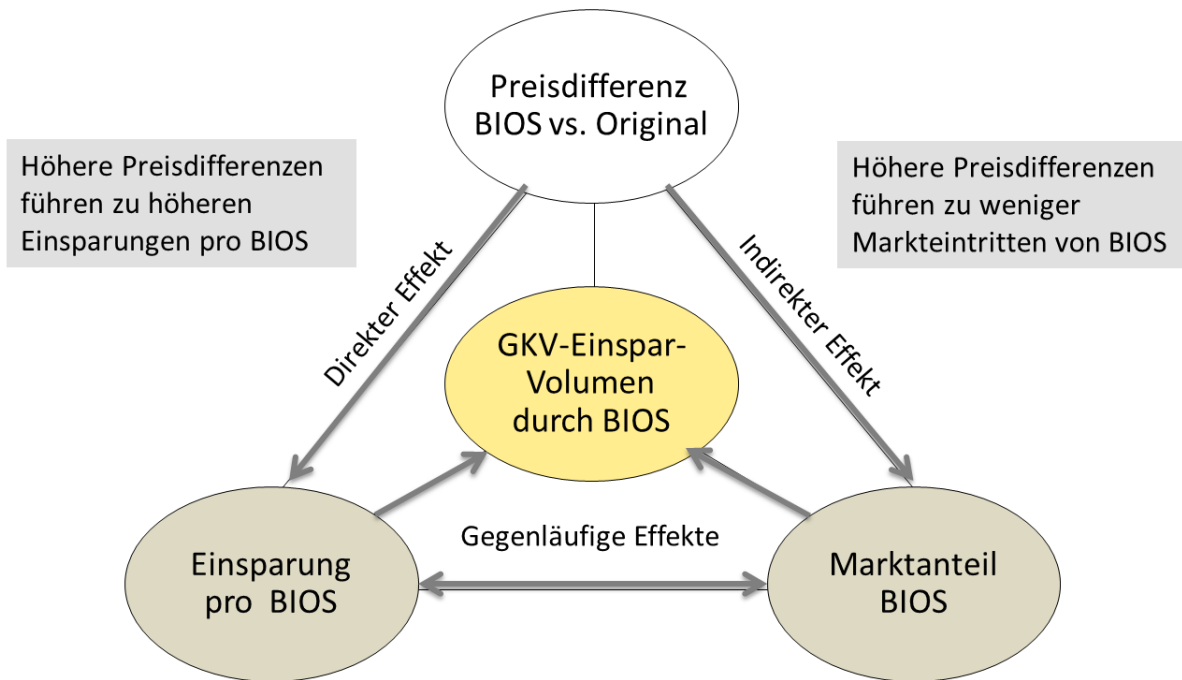 Preisdifferenz
BIOS vs. Original
Höhere Preisdifferenzen
führen zu höheren
Einsparungen pro BIOS
Höhere Preisdifferenzen
führen zu weniger
Markteintritten von BIOS
Direkter Effekt
Indirekter Effekt
GKV-Einspar-
Volumen
durch BIOS
Gegenläufige Effekte
Einsparung
pro BIOS
Marktanteil
BIOS